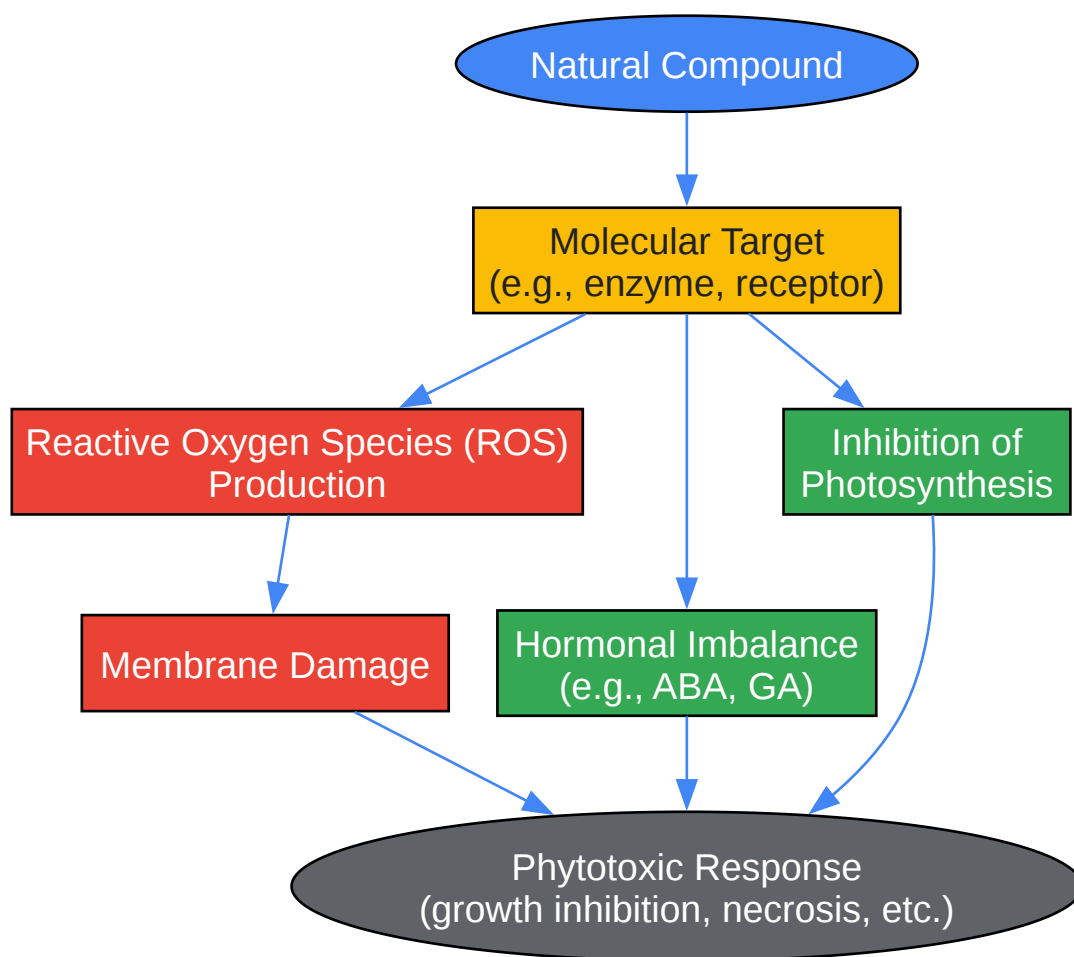 Natural Compound
Molecular Target
(e.g., enzyme, receptor)
Reactive Oxygen Species (ROS)
Production
Inhibition of
Photosynthesis
Membrane Damage
Hormonal Imbalance
(e.g., ABA, GA)
Phytotoxic Response
(growth inhibition, necrosis, etc.)